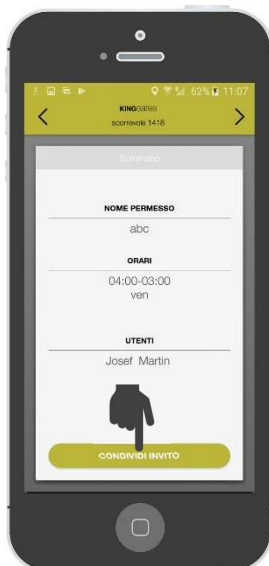 62% 11:07
KINGgates
scorrevole 1418
Sommario
NOME PERMESSO
abc
ORARI
04:00-03:00
ven
UTENTI
Josef Martin
CONDIVIDI INVITO